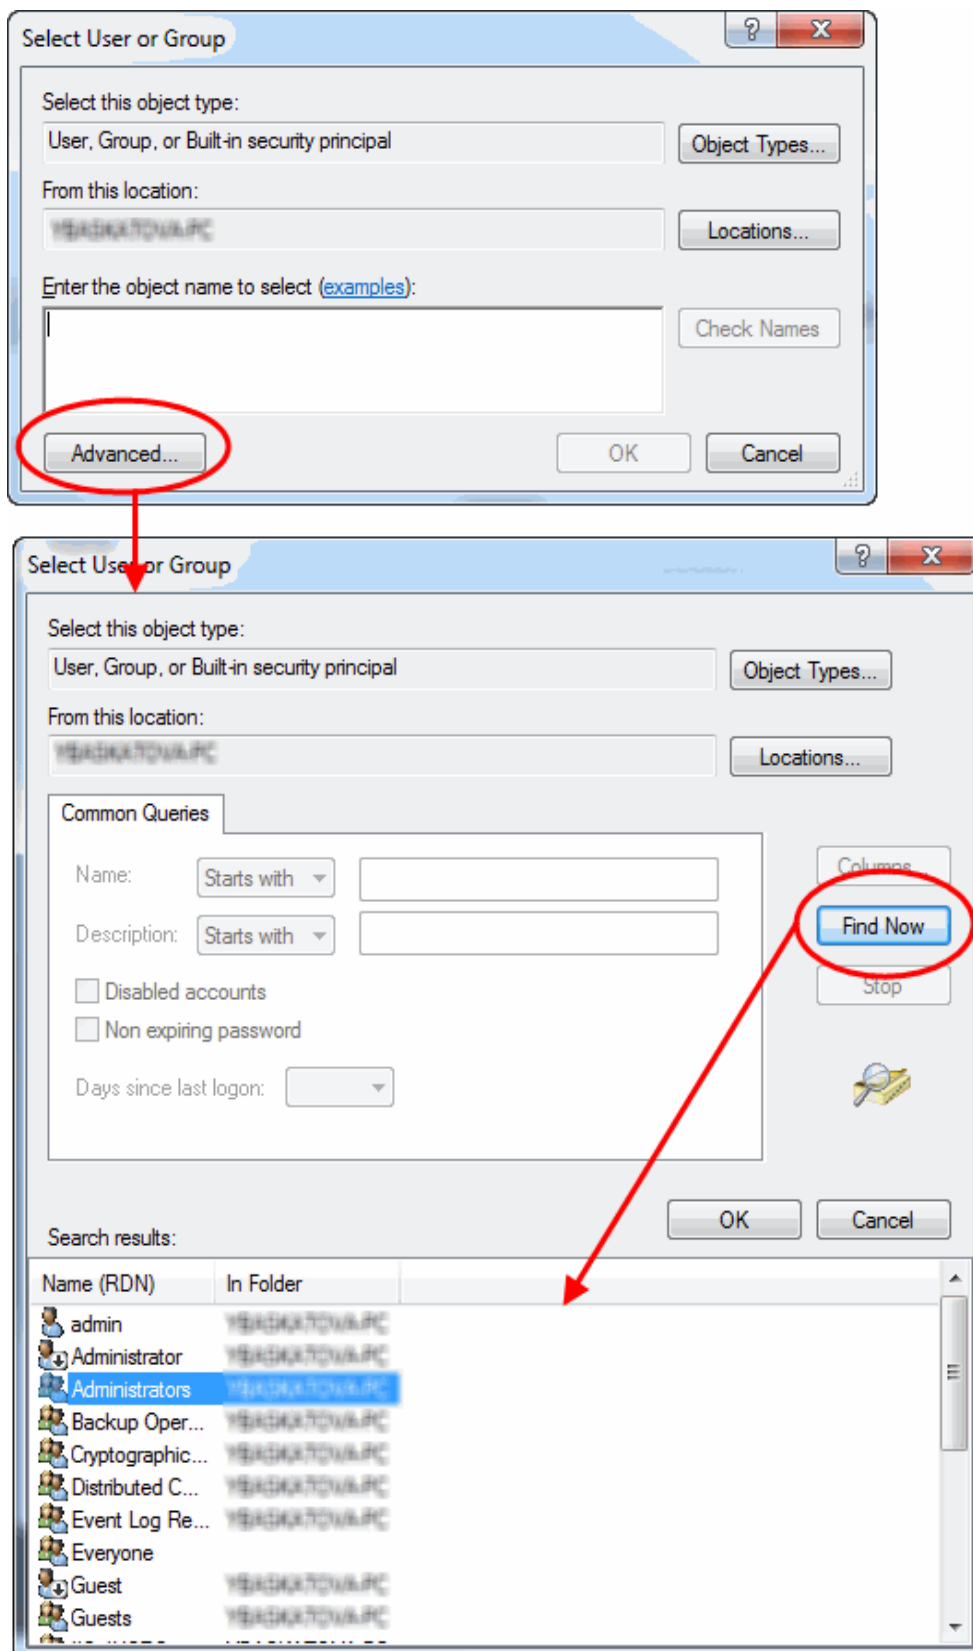 Select User or Group
Select this object type:
User, Group, or Built-in security principal
Object Types...
From this location:
Locations...
Enter the object name to select (examples):
Check Names
Advanced...
OK
Cancel
Select User or Group
Select this object type:
User, Group, or Built-in security principal
Object Types...
From this location:
Locations...
Common Queries
Name:
Starts with
Columns...
Description:
Starts with
Find Now
Disabled accounts
Stop
Non expiring password
Days since last logon:
OK
Cancel
Search results:
Name (RDN) In Folder
admin
Administrator
Administrators
Backup Oper...
Cryptographic...
Distributed C...
Event Log Re...
Everyone
Guest
Guests